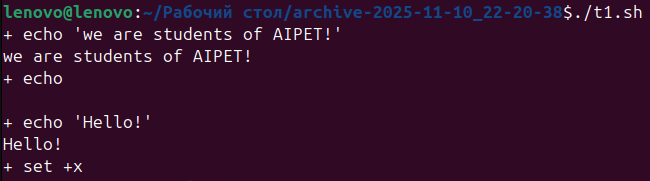 lenovo@lenovo:~/Рабочий стол/archive-2025-11-10_22-20-38$./t1.sh
+ echo 'we are students of AIPET!'
we are students of AIPET!
+ echo

+ echo 'Hello!'
Hello!
+ set +x